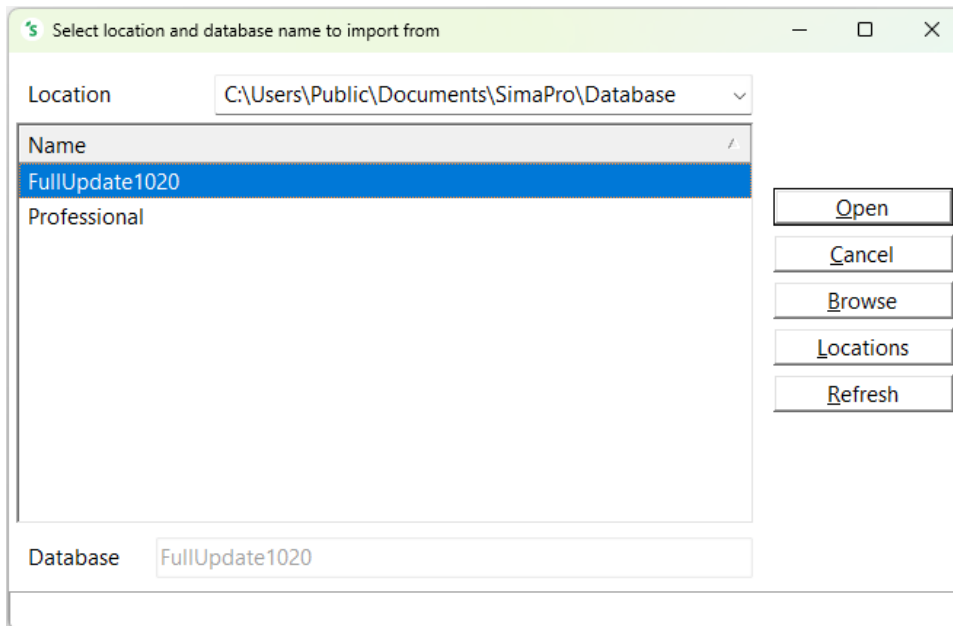 Select location and database name to import from
Location C:\Users\Public\Documents\SimaPro\Database
Name
FullUpdate1020
Professional
Open
Cancel
Browse
Locations
Refresh
Database FullUpdate1020